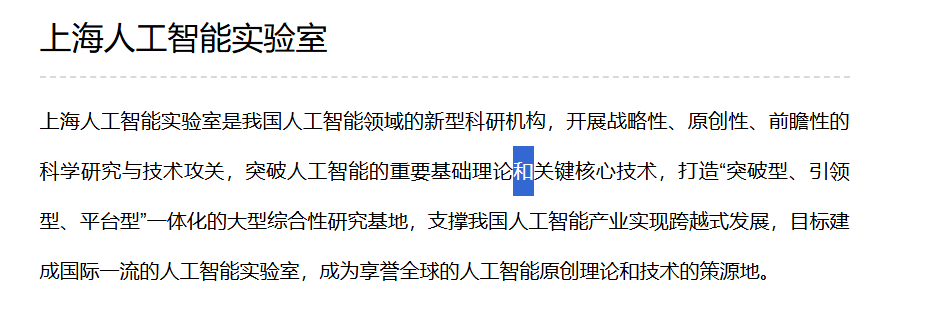 上海人工智能实验室
上海人工智能实验室是我国人工智能领域的新型科研机构，开展战略性、原创性、前瞻性的
科学研究与技术攻关，突破人工智能的重要基础理论和关键核心技术，打造“突破型、引领
型、平台型”一体化的大型综合性研究基地，支撑我国人工智能产业实现跨越式发展，目标建
成国际一流的人工智能实验室，成为享誉全球的人工智能原创理论和技术的策源地。